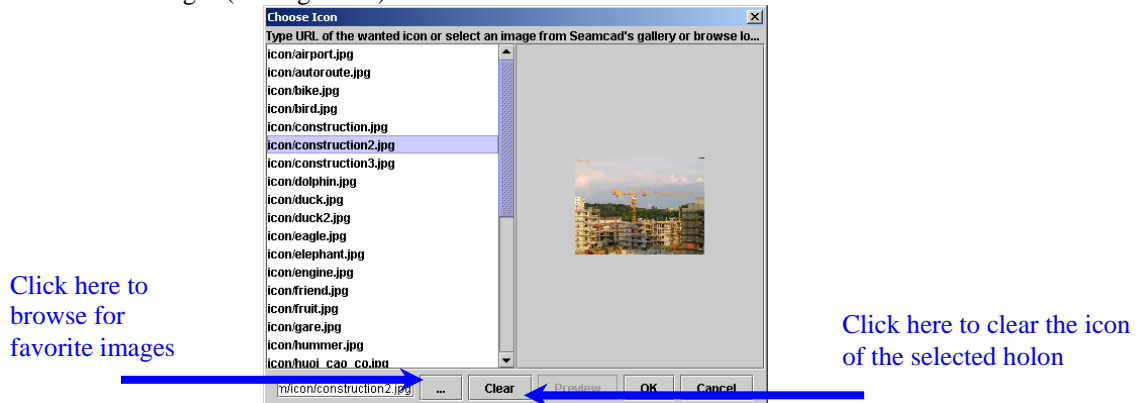 Choose Icon
Type URL of the wanted icon or select an image from Seamcad's gallery or browse lo...
icon/airport.jpg
icon/autoroute.jpg
icon/bike.jpg
icon/bird.jpg
icon/construction.jpg
icon/construction2.jpg
icon/construction3.jpg
icon/dolphin.jpg
icon/duck.jpg
icon/duck2.jpg
icon/eagle.jpg
icon/elephant.jpg
icon/engine.jpg
icon/friend.jpg
icon/fruit.jpg
icon/gare.jpg
icon/hummer.jpg
icon/huoi_cao_co.jpg
Click here to
browse for
favorite images
Click here to clear the icon
of the selected holon
m/icon/construction2.jpg ... Clear Preview OK Cancel